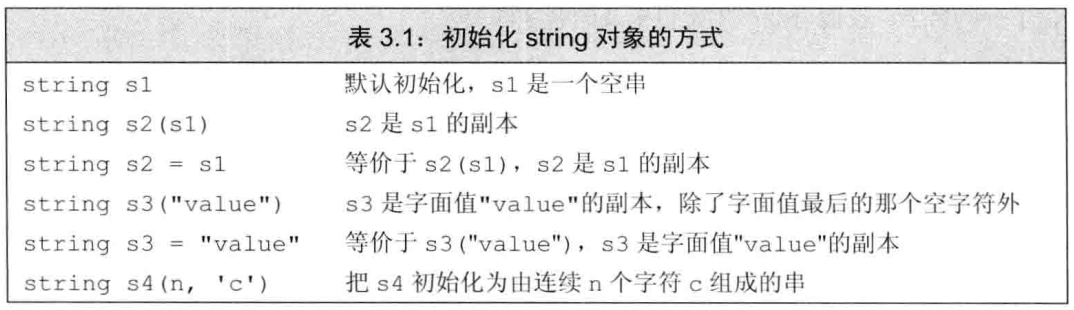 表 3.1：初始化 string 对象的方式
string s1 默认初始化，s1 是一个空串
string s2(s1) s2 是 s1 的副本
string s2 = s1 等价于 s2(s1)，s2 是 s1 的副本
string s3("value") s3 是字面值"value"的副本，除了字面值最后的那个空字符外
string s3 = "value" 等价于 s3("value")，s3 是字面值"value"的副本
string s4(n, 'c') 把 s4 初始化为由连续 n 个字符 c 组成的串